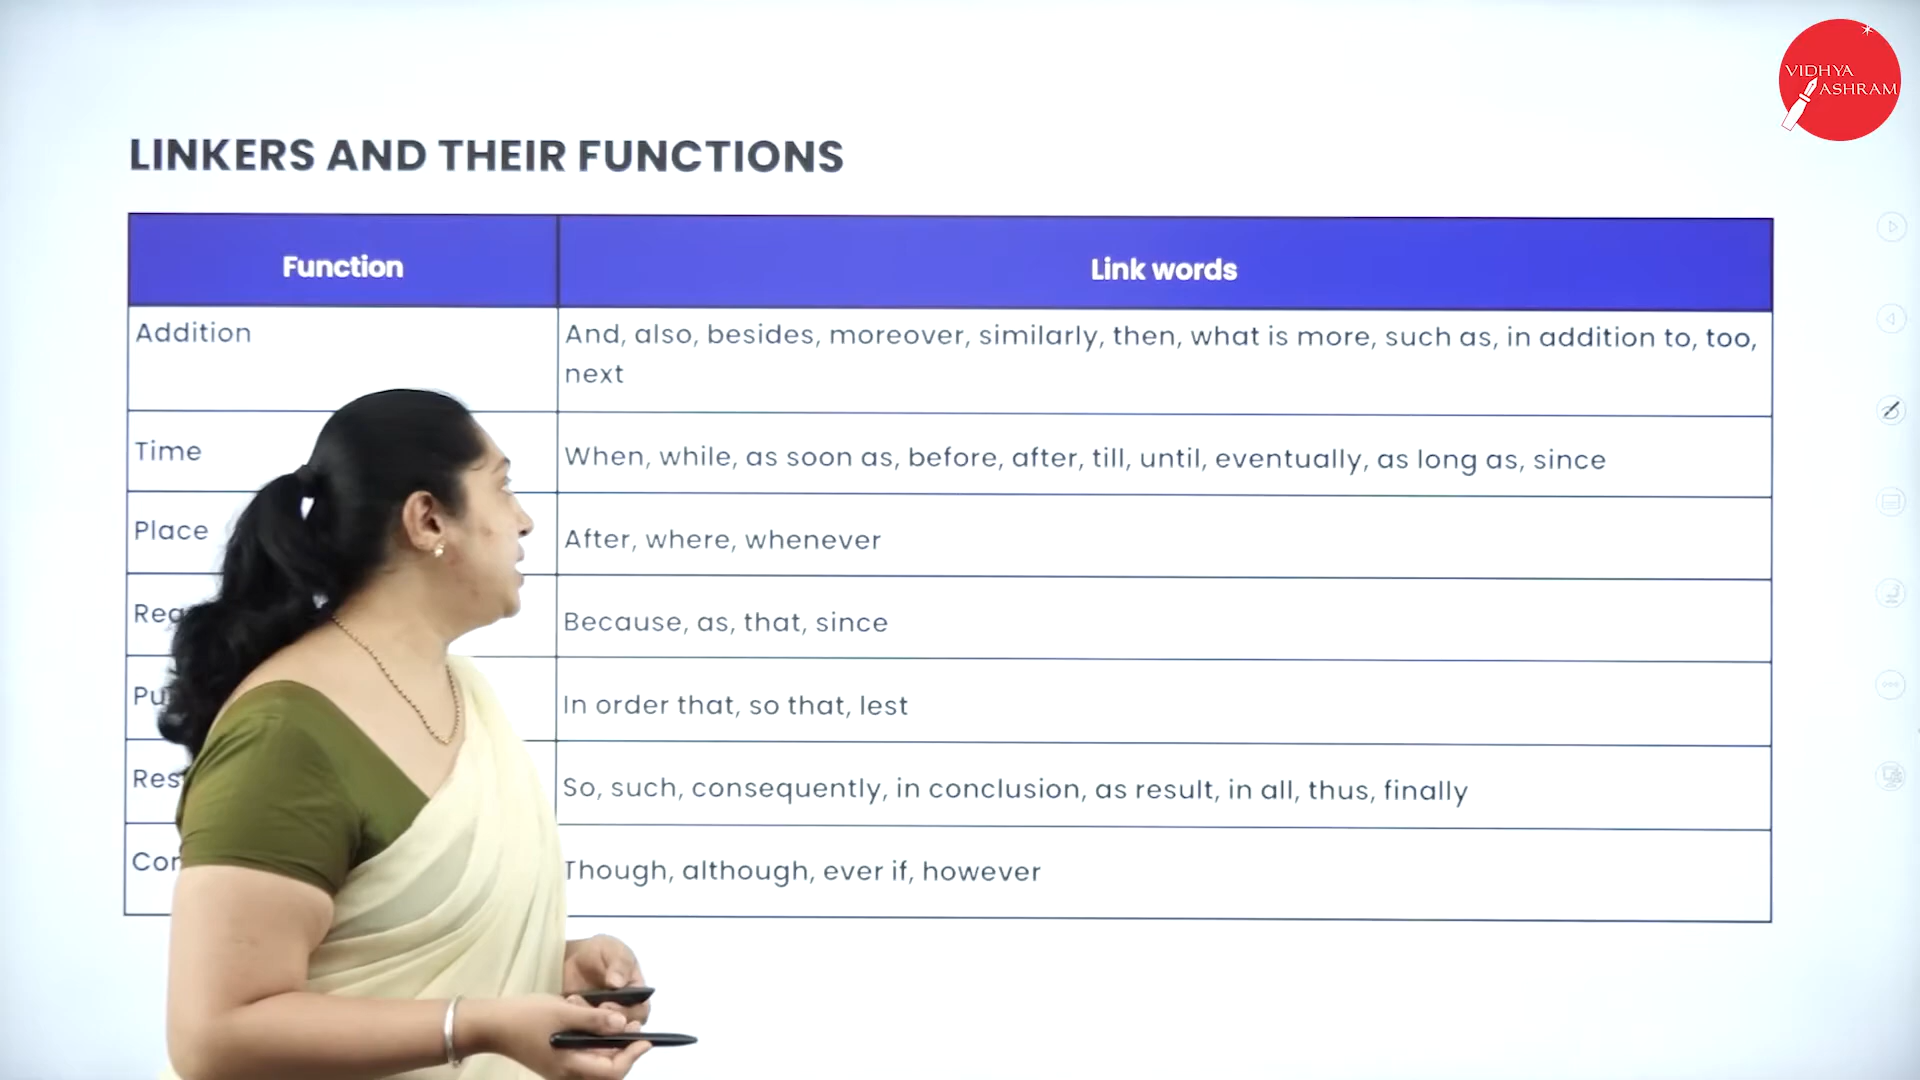 VIDHYA
ASHRAM
LINKERS AND THEIR FUNCTIONS
Function
Link words
Addition
And, also, besides, moreover, similarly, then, what is more, such as, in addition to, too,
next
Time
When, while, as soon as, before, after, till, until, eventually, as long as, since
Place
After, where, whenever
Because, as, that, since
In order that, so that, lest
So, such, consequently, in conclusion, as result, in all, thus, finally
Though, although, ever if, however